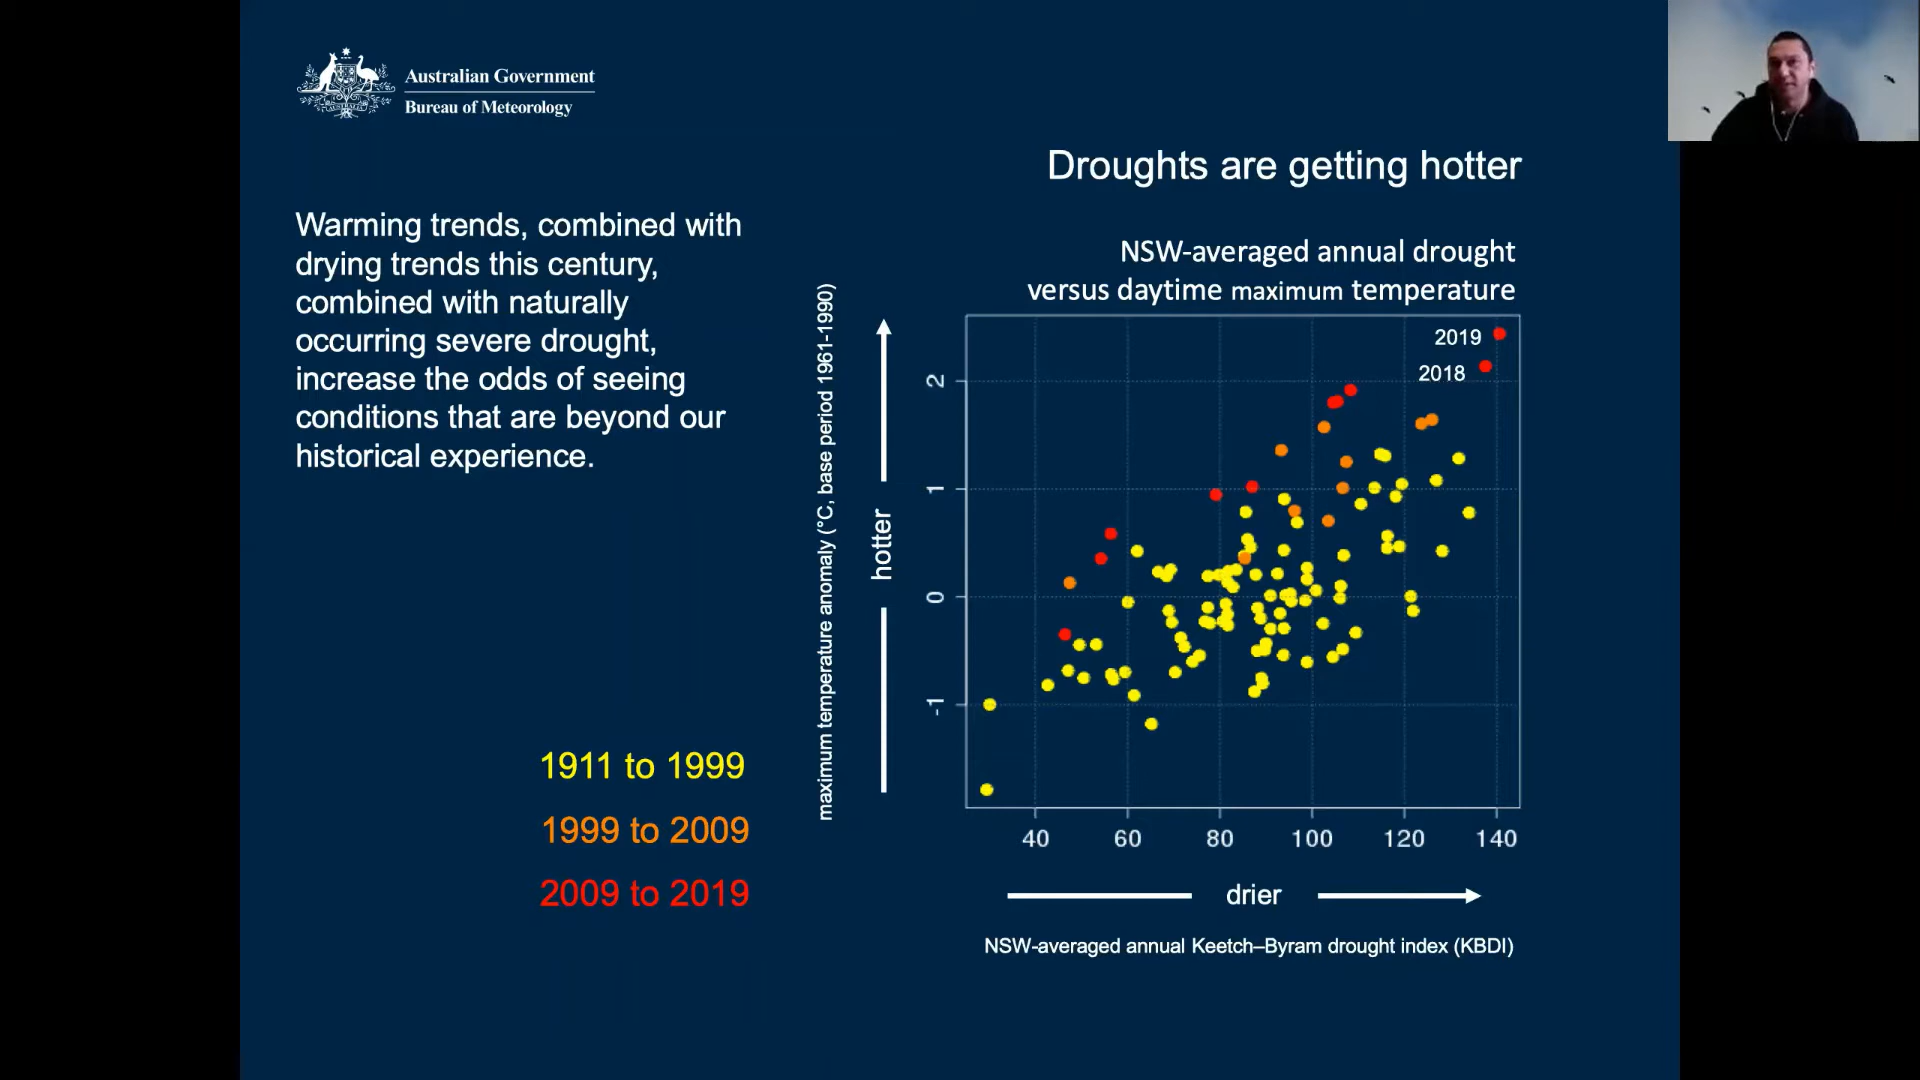 Australian Government
Bureau of Meteorology
Droughts are getting hotter
Warming trends, combined with
drying trends this century,
combined with naturally
occurring severe drought,
increase the odds of seeing
conditions that are beyond our
historical experience.
1911 to 1999
1999 to 2009
2009 to 2019
NSW-averaged annual drought
versus daytime maximum temperature
maximum temperature anomaly (°C, base period 1961-1990)
hotter
2
1
0
-1
2019
2018
40 60 80 100 120 140
drier
NSW-averaged annual Keetch–Byram drought index (KBDI)